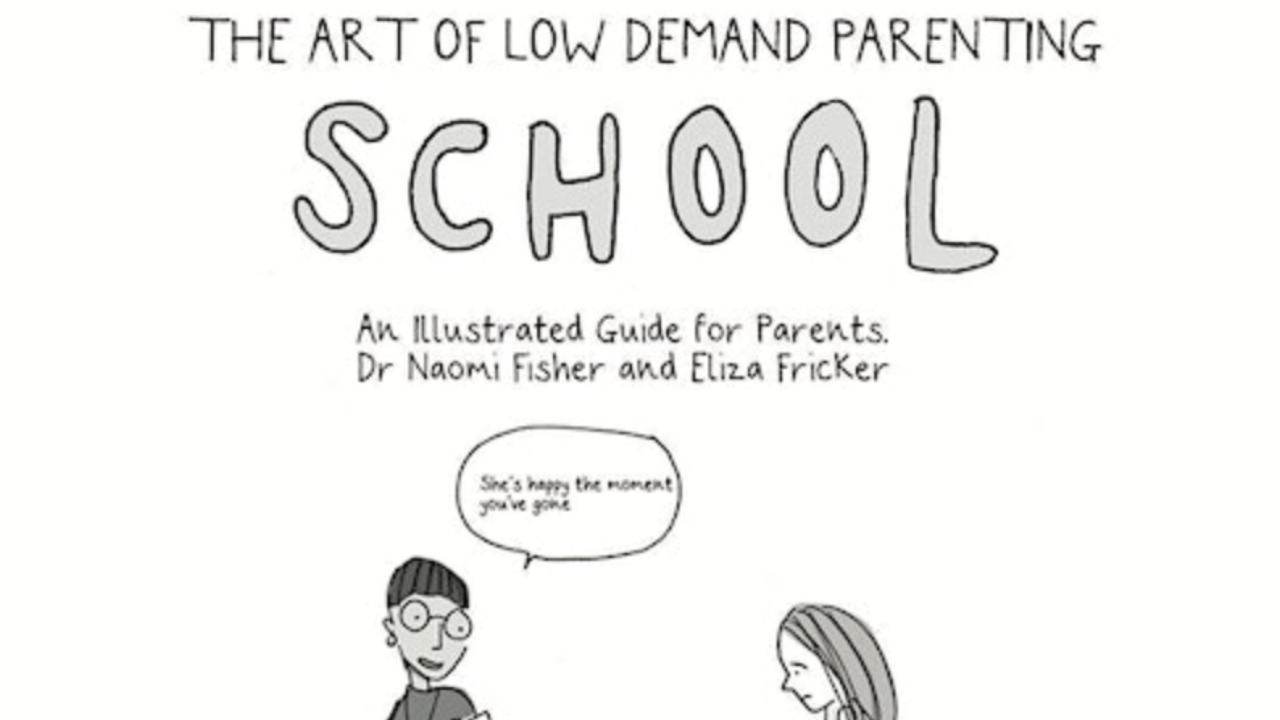 THE ART OF LOW DEMAND PARENTING
SCHOOL
An Illustrated Guide for Parents.
Dr Naomi Fisher and Eliza Fricker
She's happy the moment
you've gone